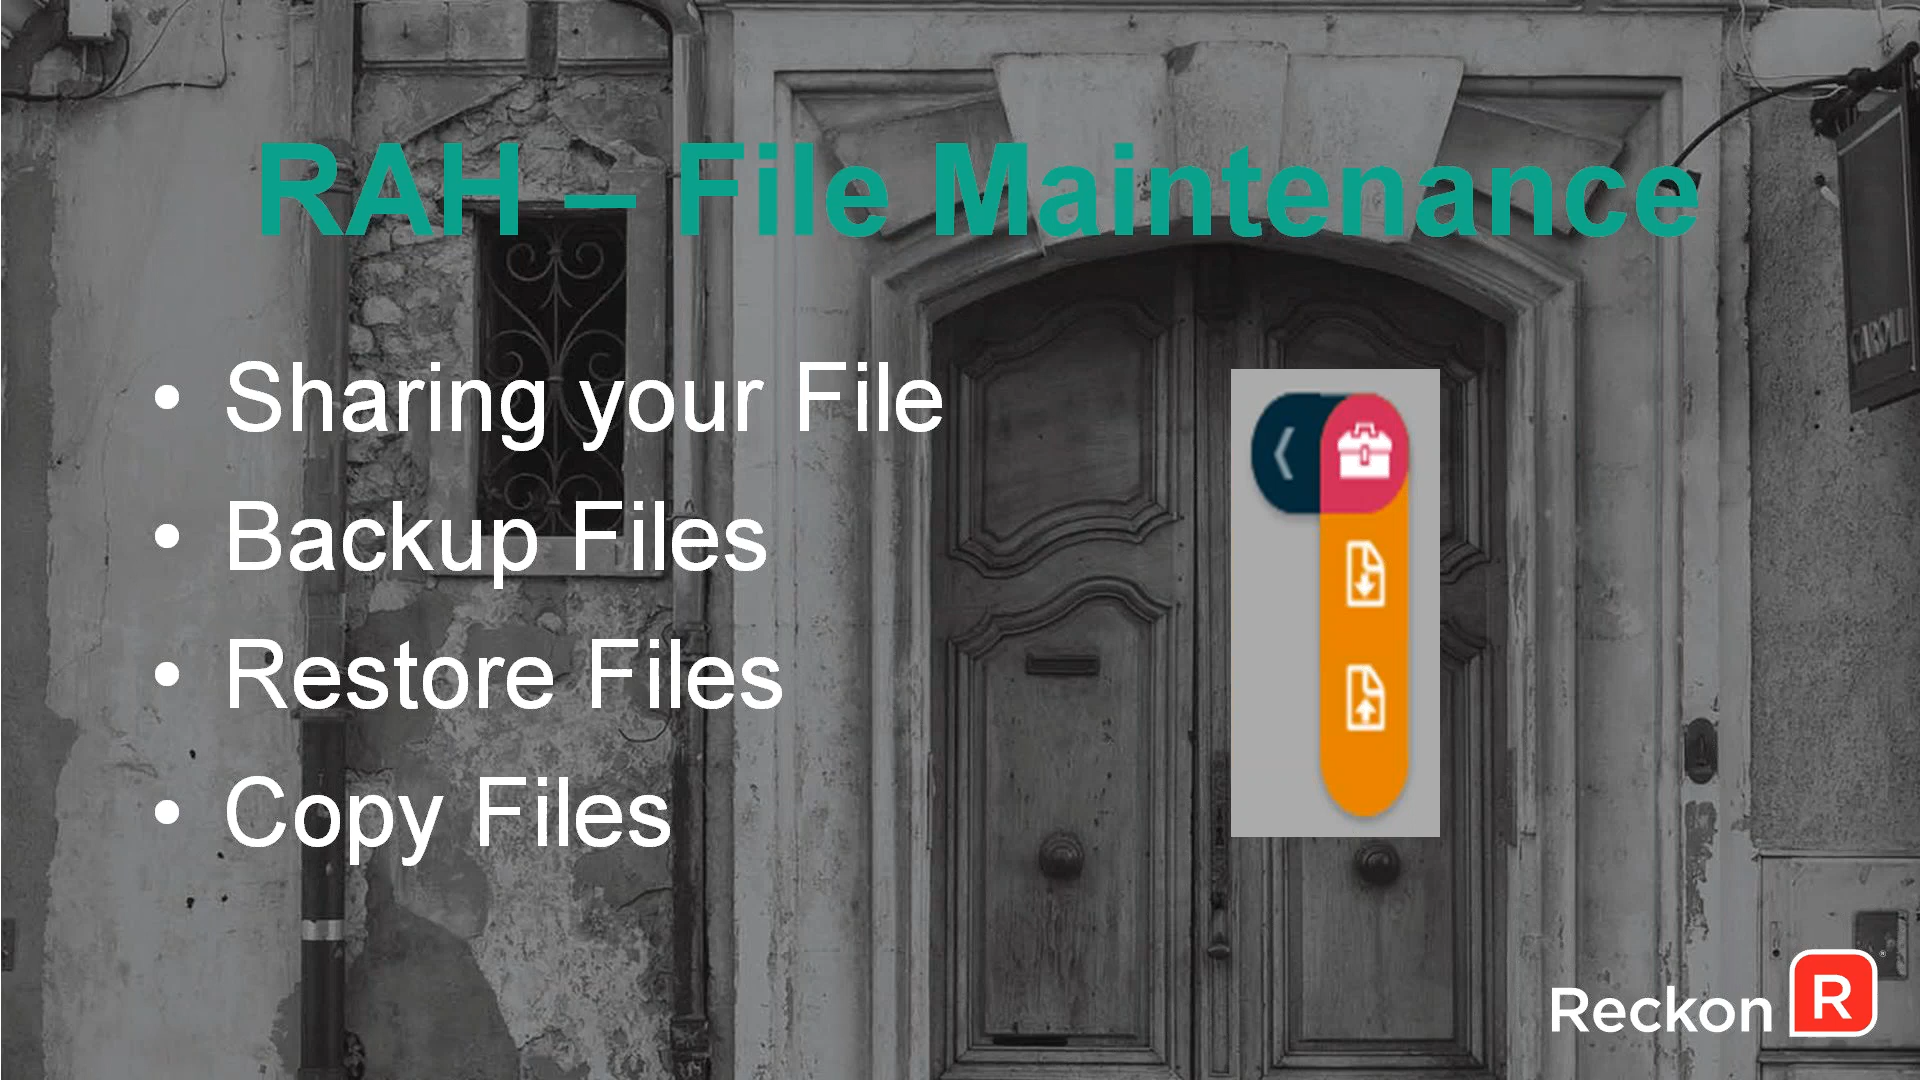 RAH – File Maintenance
• Sharing your File
• Backup Files
• Restore Files
• Copy Files
Reckon R